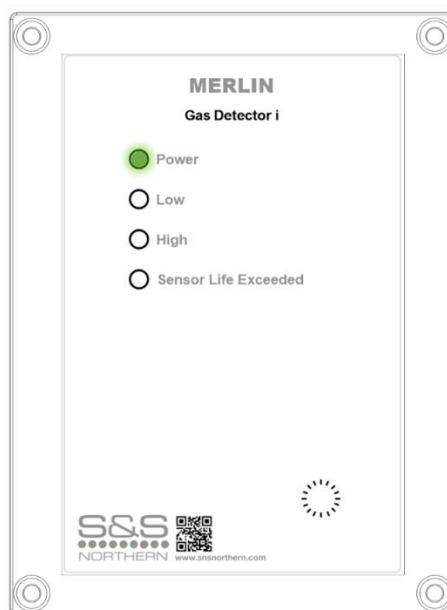 MERLIN
Gas Detector i
Power
Low
High
Sensor Life Exceeded
S&S
NORTHERN www.snsnorthern.com